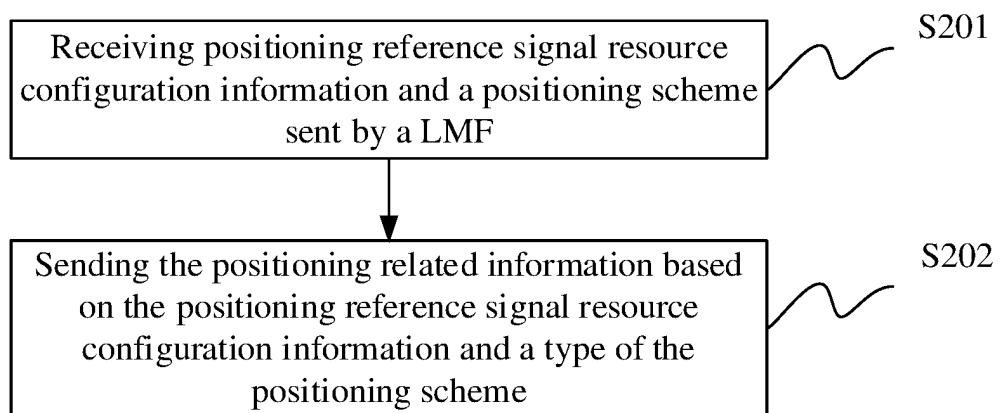 Receiving positioning reference signal resource
configuration information and a positioning scheme
sent by a LMF
S201
Sending the positioning related information based
on the positioning reference signal resource
configuration information and a type of the
positioning scheme
S202